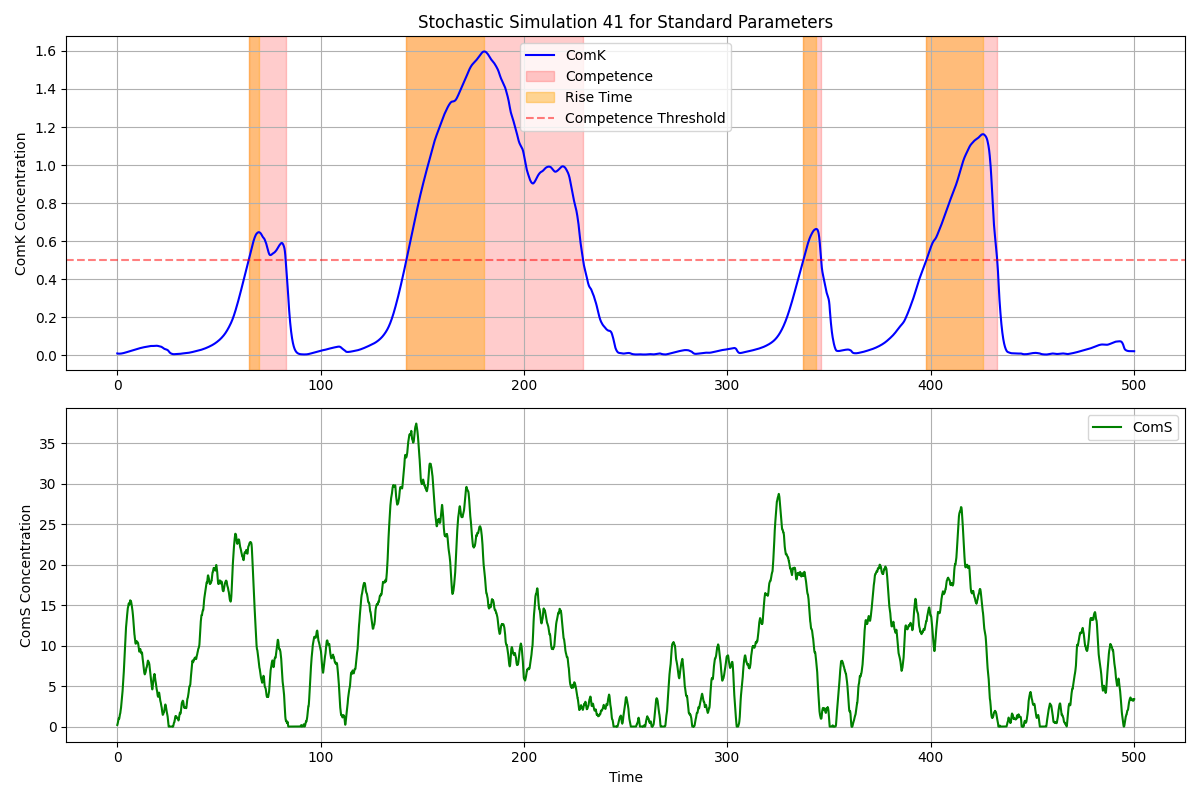 Stochastic Simulation 41 for Standard Parameters
ComK Concentration
1.6
1.4
1.2
1.0
0.8
0.6
0.4
0.2
0.0
ComK
Competence
Rise Time
Competence Threshold
0 100 200 300 400 500
ComS Concentration
35
30
25
20
15
10
5
0
ComS
0 100 200 300 400 500
Time